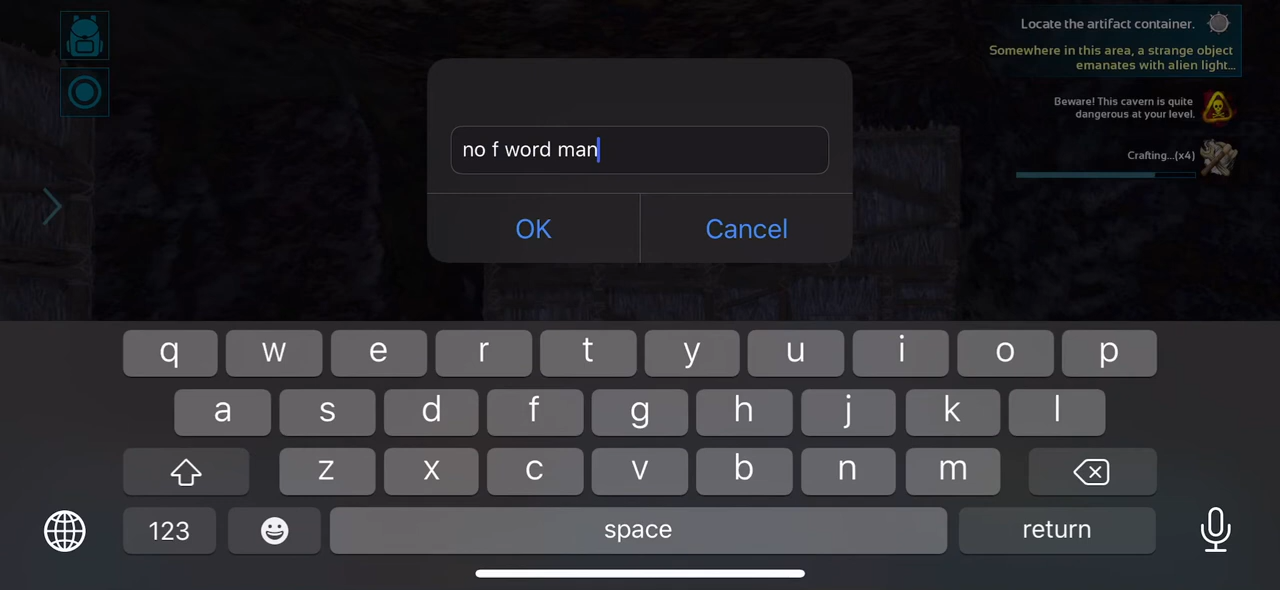 Locate the artifact container.
Somewhere in this area, a strange object
emanates with alien light...
Beware! This cavern is quite
dangerous at your level.
Crafting...(x4)
no f word man
OK
Cancel
q w e r t y u i o p
a s d f g h j k l
z x c v b n m
123
space
return